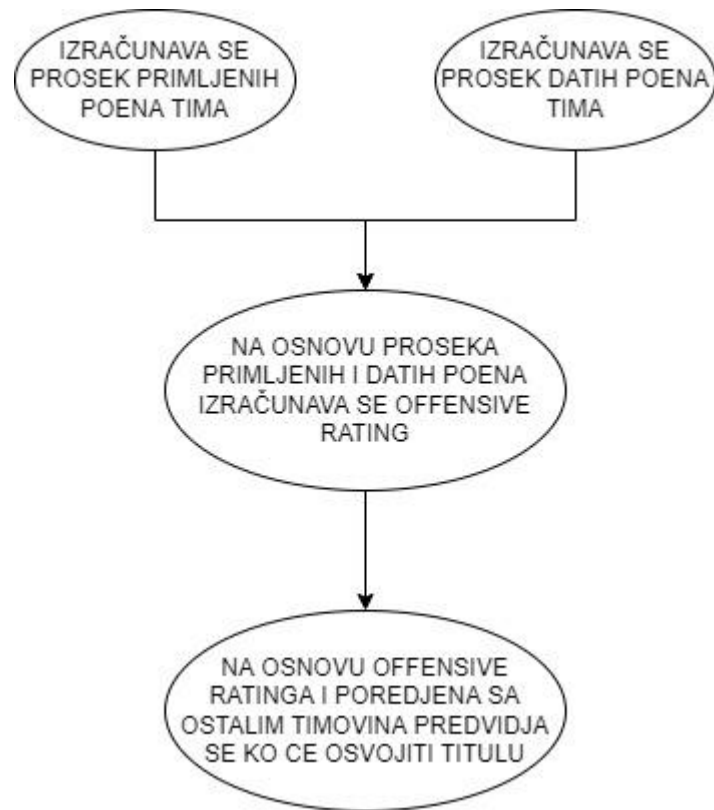 IZRAČUNAVA SE
PROSEK PRIMLJENIH
POENA TIMA
IZRAČUNAVA SE
PROSEK DATIH POENA
TIMA
NA OSNOVU PROSEKA
PRIMLJENIH I DATIH POENA
IZRAČUNAVA SE OFFENSIVE
RATING
NA OSNOVU OFFENSIVE
RATINGA I POREDJENA SA
OSTALIM TIMOVINA PREDVIDJA
SE KO CE OSVOJITI TITULU